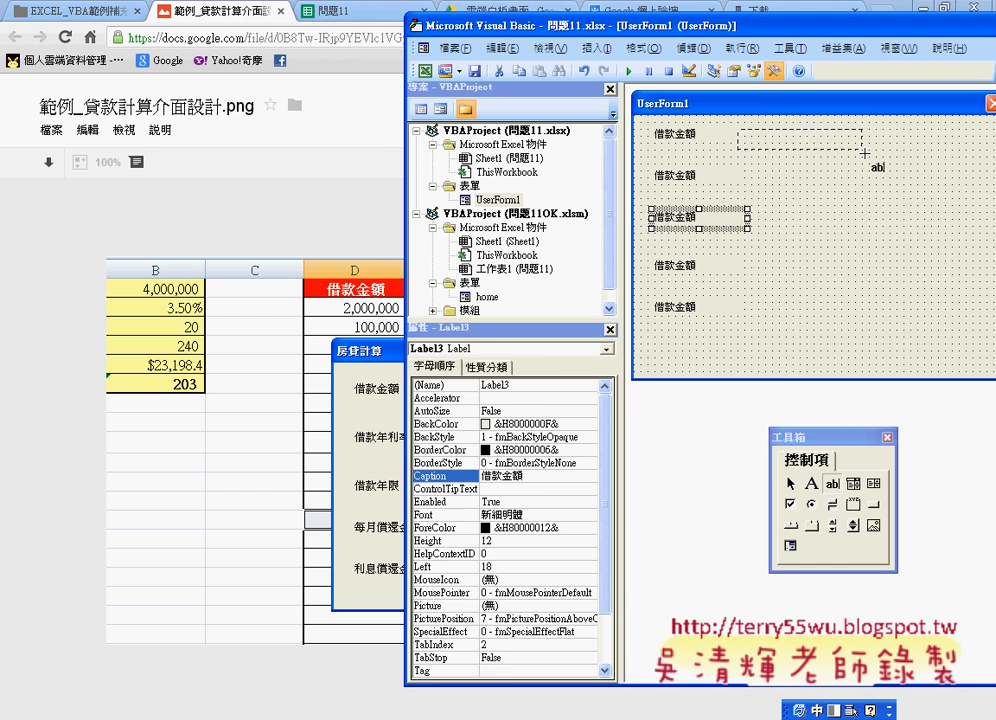 EXCEL_VBA範例補充
範例_貸款計算介面設計
問題11
https://docs.google.com/file/d/0B8Tw-IRjp9YEVlc1VG
個人雲端資料管理 -
Google
Yahoo!奇摩
範例_貸款計算介面設計.png
檔案 編輯 檢視 說明
100%
B C D
4,000,000 借款金額
3.50% 2,000,000
20 100,000
240
$23,198.4
203
房貸計算
借款金額
借款年利率
借款年限
每月償還金
利息償還金
Microsoft Visual Basic - 問題11.xlsx - [UserForm1 (UserForm)]
檔案(F) 編輯(E) 檢視(V) 插入(I) 格式(O) 偵錯(D) 執行(R) 工具(T) 增益集(A) 視窗(W) 說明(H)
專案 - VBAProject
VBAProject (問題11.xlsx)
Microsoft Excel 物件
Sheet1 (問題11)
ThisWorkbook
表單
UserForm1
VBAProject (問題11OK.xlsm)
Microsoft Excel 物件
Sheet1 (Sheet1)
ThisWorkbook
工作表1 (問題11)
表單
home
模組
屬性 - Label3
Label3 Label
字母順序 性質分類
(Name) Label3
Accelerator
AutoSize False
BackColor &H8000000F&
BackStyle 1 - fmBackStyleOpaque
BorderColor &H80000006&
BorderStyle 0 - fmBorderStyleNone
Caption 借款金額
ControlTipText
Enabled True
Font 新細明體
ForeColor &H80000012&
Height 12
HelpContextID 0
Left 18
MouseIcon (無)
MousePointer 0 - fmMousePointerDefault
Picture (無)
PicturePosition 7 - fmPicturePositionAboveC
SpecialEffect 0 - fmSpecialEffectFlat
TabIndex 2
TabStop False
Tag
UserForm1
借款金額
借款金額
借款金額
借款金額
借款金額
ab
工具箱
控制項
A ab
http://terry55wu.blogspot.tw
吳清輝老師錄製
中